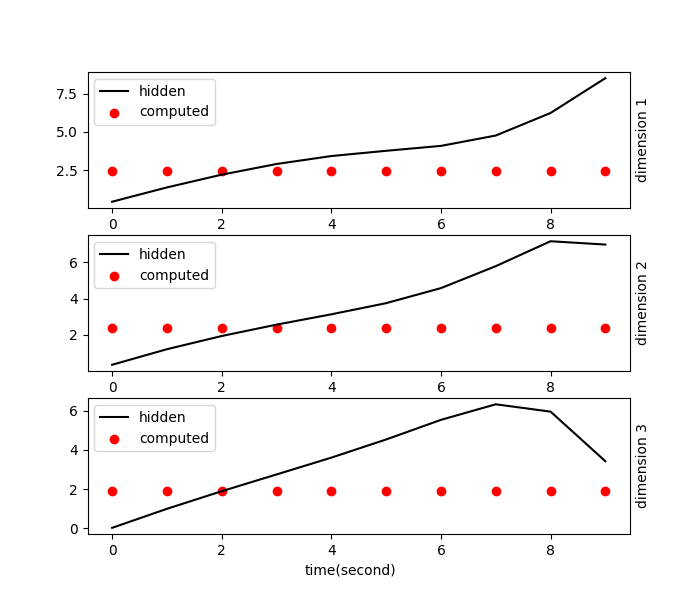 hidden
computed
7.5
5.0
2.5
0 2 4 6 8
dimension 1
hidden
computed
6
4
2
0 2 4 6 8
dimension 2
hidden
computed
6
4
2
0
0 2 4 6 8
dimension 3
time(second)